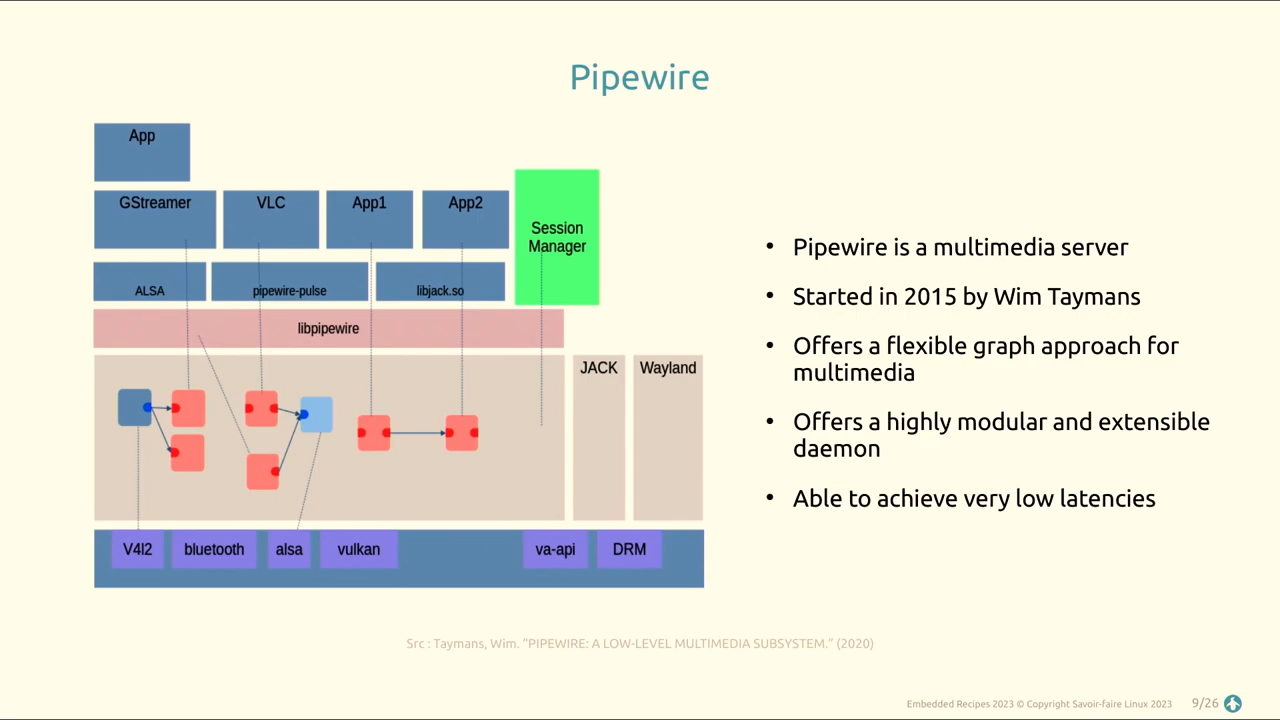 Pipewire
App
GStreamer
VLC
App1
App2
Session
Manager
ALSA
pipewire-pulse
libjack.so
libpipewire
JACK
Wayland
V4l2
bluetooth
alsa
vulkan
va-api
DRM
• Pipewire is a multimedia server
• Started in 2015 by Wim Taymans
• Offers a flexible graph approach for
multimedia
• Offers a highly modular and extensible
daemon
• Able to achieve very low latencies
Src : Taymans, Wim. “PIPEWIRE: A LOW-LEVEL MULTIMEDIA SUBSYSTEM.” (2020)
Embedded Recipes 2023 © Copyright Savoir-faire Linux 2023
9/26